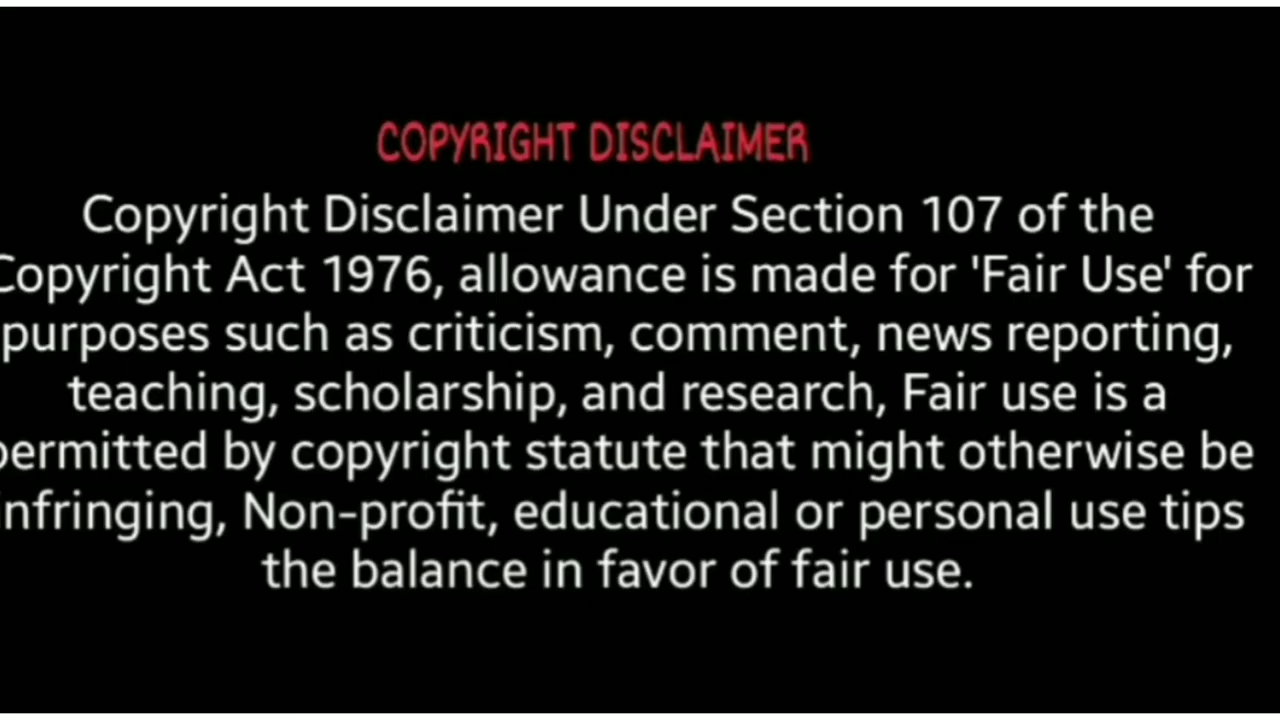 COPYRIGHT DISCLAIMER
Copyright Disclaimer Under Section 107 of the
Copyright Act 1976, allowance is made for 'Fair Use' for
purposes such as criticism, comment, news reporting,
teaching, scholarship, and research, Fair use is a
permitted by copyright statute that might otherwise be
infringing, Non-profit, educational or personal use tips
the balance in favor of fair use.